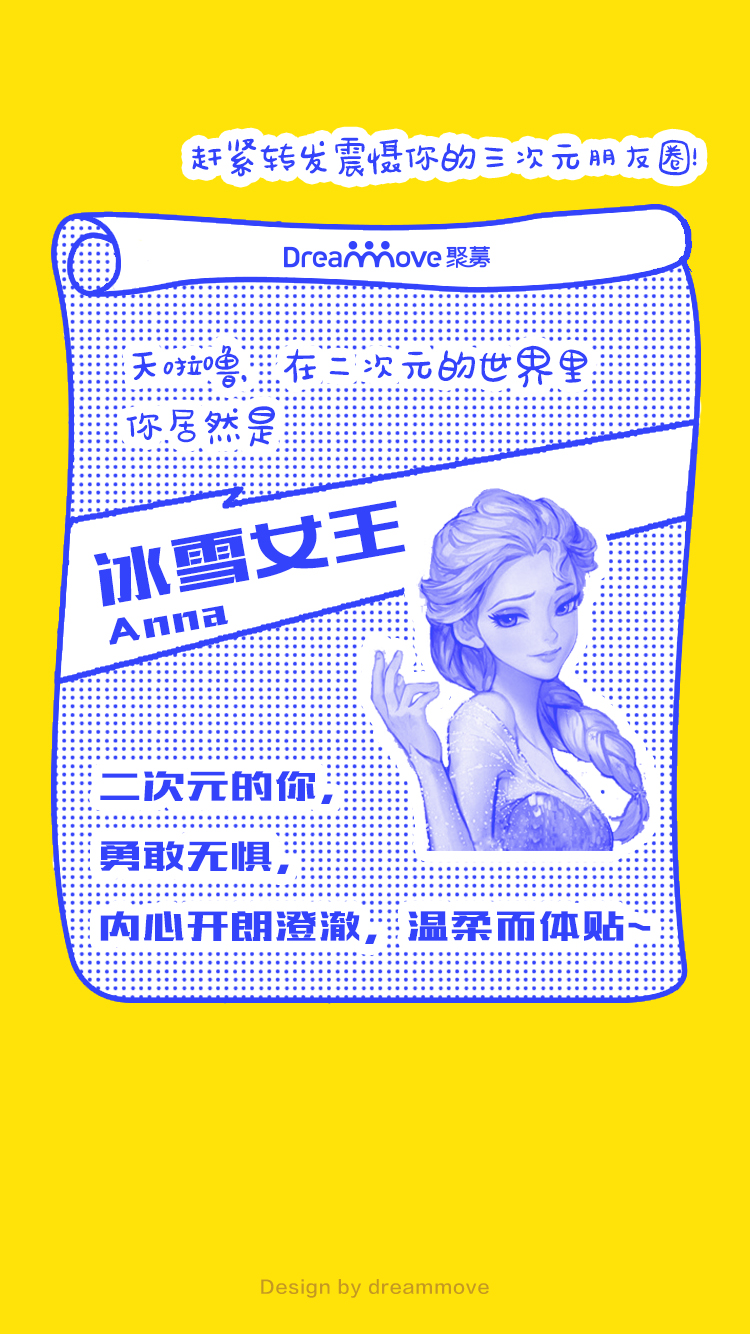 赶紧转发震慑你的三次元朋友圈!
Dreammove聚募
天啦噜，在二次元的世界里
你居然是
冰雪女王
Anna
二次元的你，
勇敢无惧，
内心开朗澄澈，温柔而体贴~
Design by dreammove